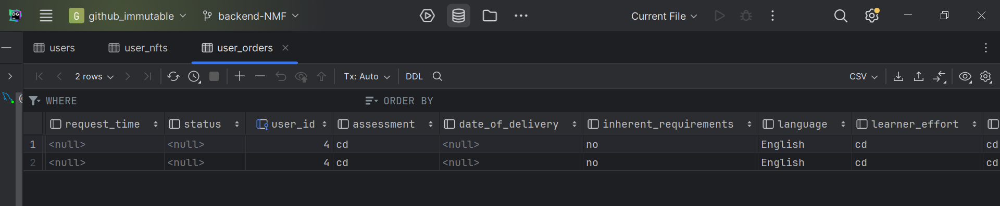 DG G github_immutable backend-NMF Current File
users user_nfts user_orders
2 rows Tx: Auto DDL CSV
WHERE ORDER BY
request_time status user_id assessment date_of_delivery inherent_requirements language learner_effort
1 <null> <null> 4 cd <null> no English cd cd
2 <null> <null> 4 cd <null> no English cd cd